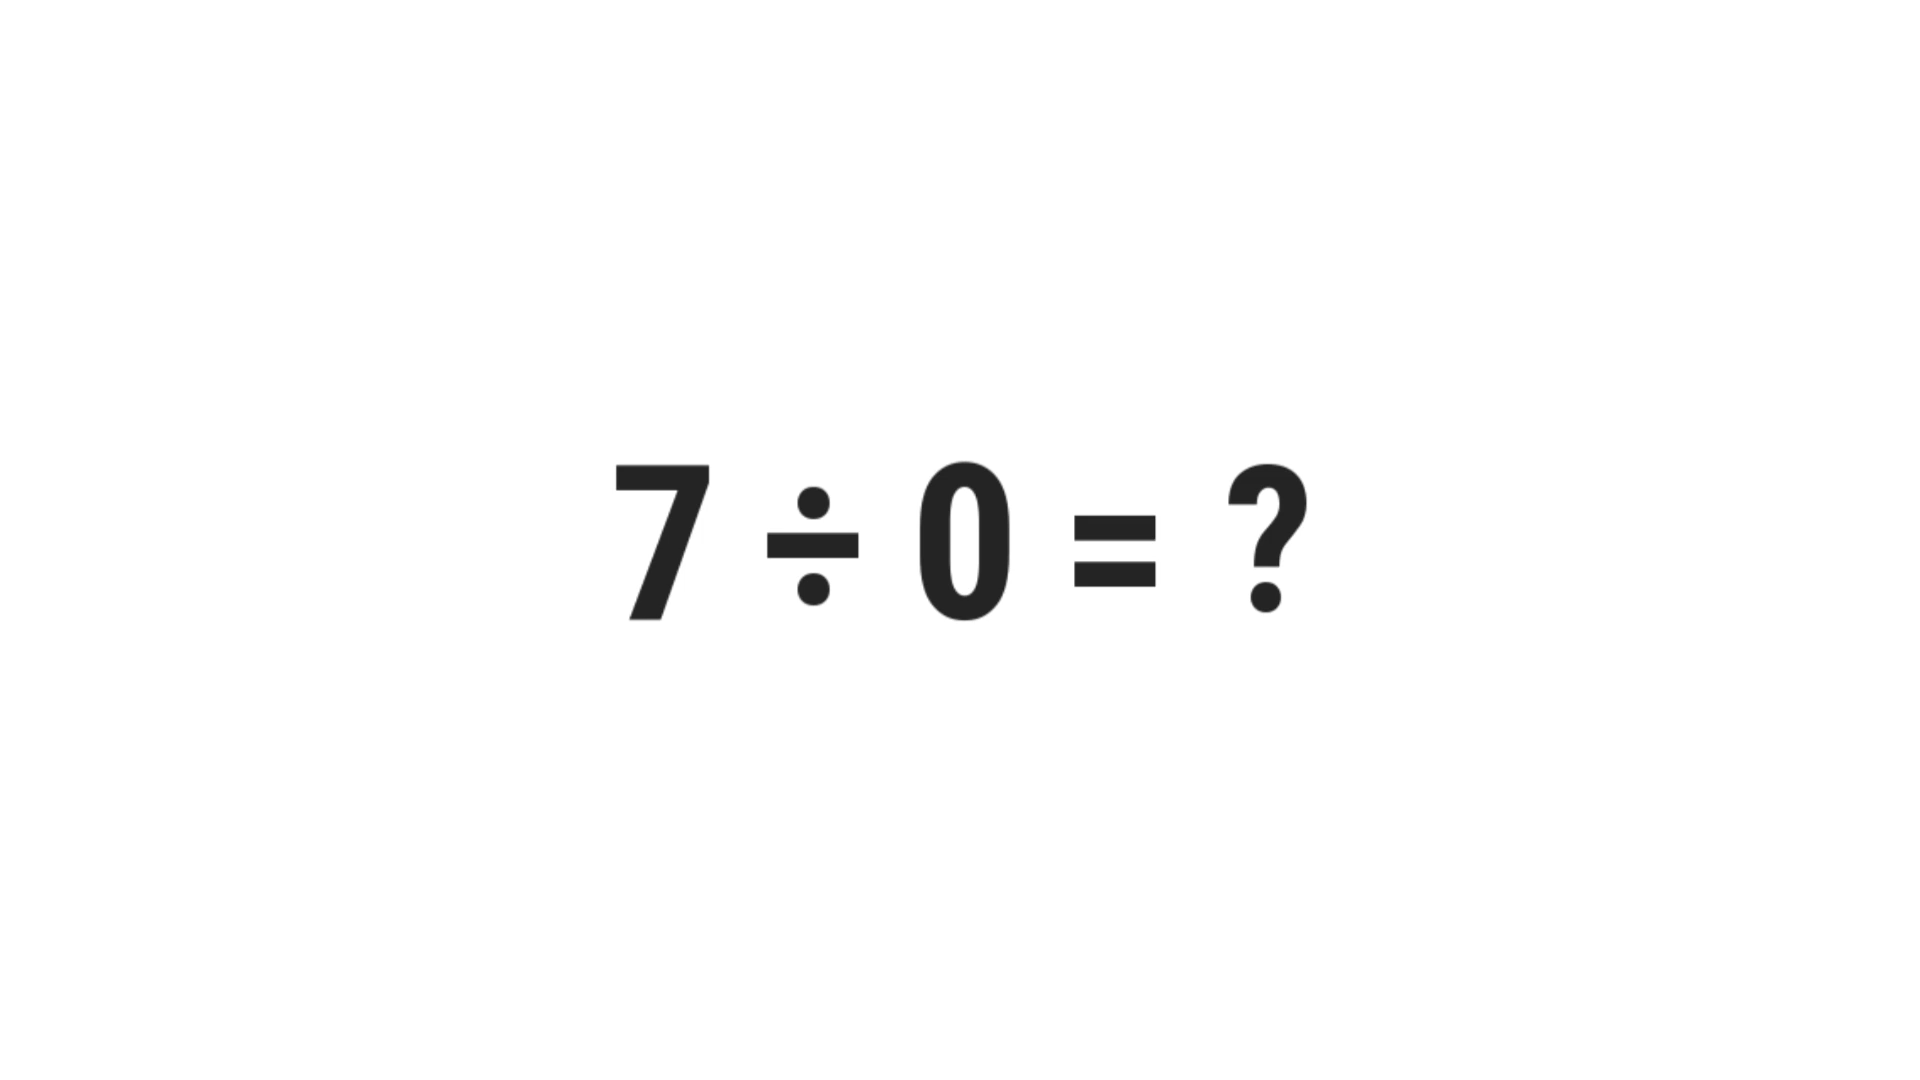 7 ÷ 0 = ?